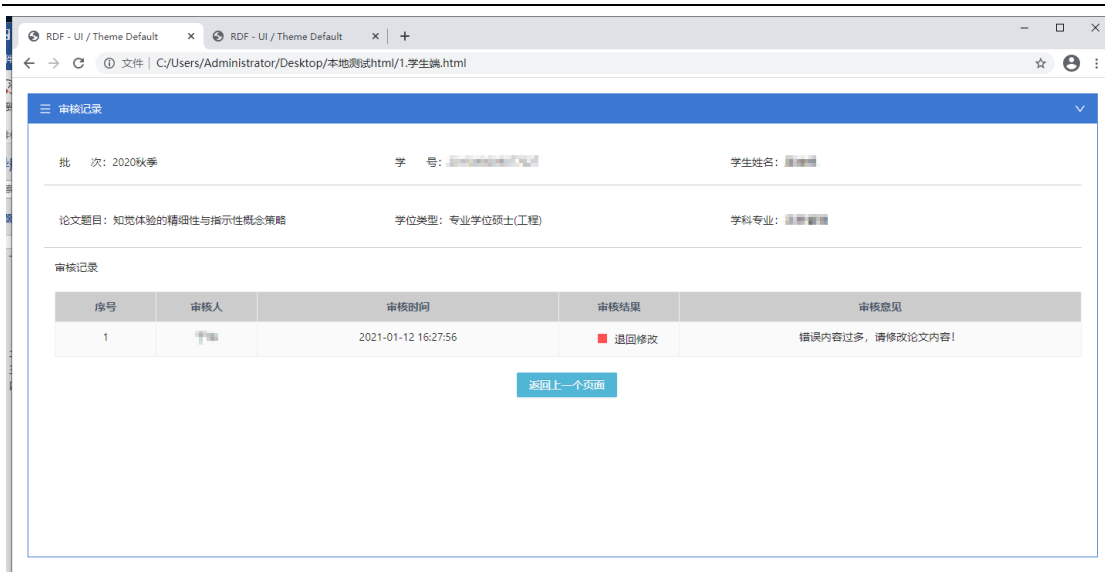 RDF - UI / Theme Default
RDF - UI / Theme Default
文件 | C:/Users/Administrator/Desktop/本地测试html/1.学生端.html
审核记录
批 次：2020秋季 学 号： 学生姓名：
论文题目：知觉体验的精细性与指示性概念策略 学位类型：专业学位硕士(工程) 学科专业：
审核记录
序号 审核人 审核时间 审核结果 审核意见
1 2021-01-12 16:27:56 退回修改 错误内容过多，请修改论文内容！
返回上一个页面